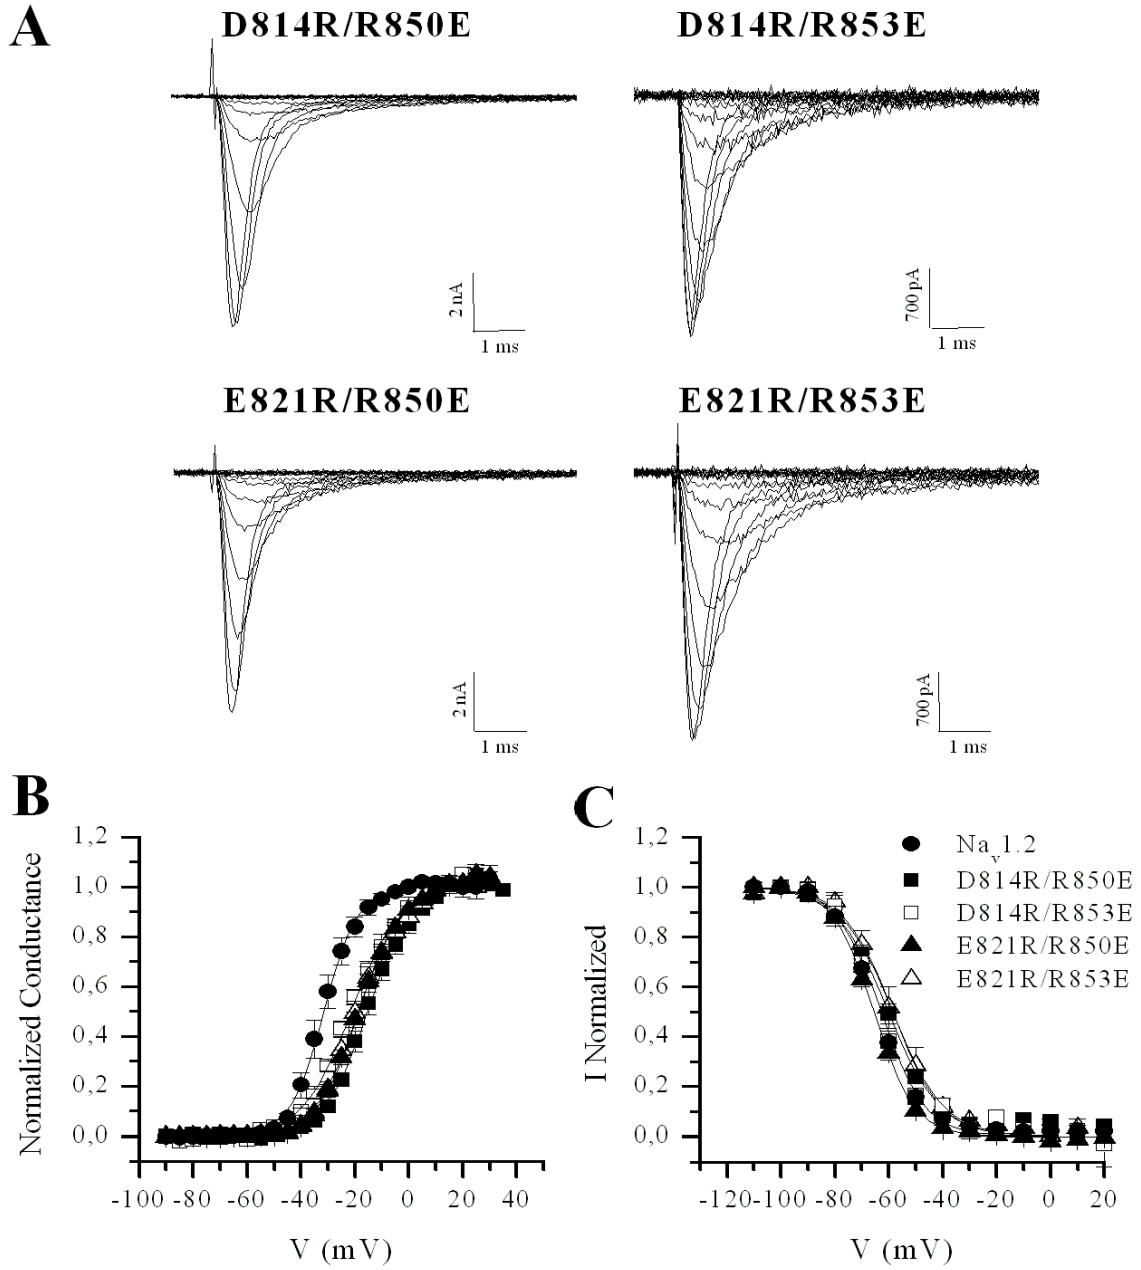 A
D814R/R850E
D814R/R853E
2 nA
1 ms
700 pA
1 ms
E821R/R850E
E821R/R853E
2 nA
1 ms
700 pA
1 ms
B
1,2
1,0
0,8
0,6
0,4
0,2
0,0
Normalized Conductance
-100 -80 -60 -40 -20 0 20 40
V (mV)
C
1,2
1,0
0,8
0,6
0,4
0,2
0,0
I Normalized
Nav1.2
D814R/R850E
D814R/R853E
E821R/R850E
E821R/R853E
-120 -100 -80 -60 -40 -20 0 20
V (mV)